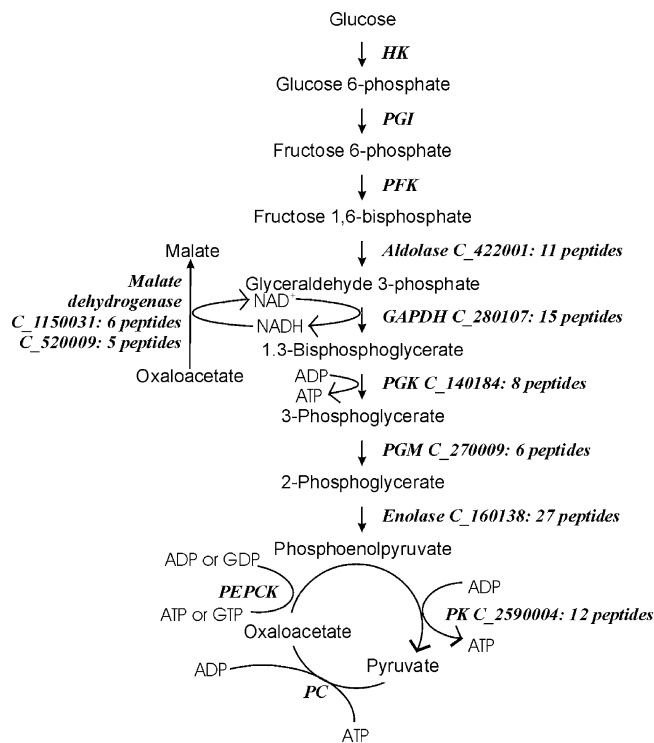 Glucose
HK
Glucose 6-phosphate
PGI
Fructose 6-phosphate
PFK
Fructose 1,6-bisphosphate
Aldolase C_422001: 11 peptides
Malate
Glyceraldehyde 3-phosphate
Malate
dehydrogenase
C_1150031: 6 peptides
C_520009: 5 peptides
NAD+
NADH
GAPDH C_280107: 15 peptides
1.3-Bisphosphoglycerate
Oxaloacetate
ADP
ATP
PGK C_140184: 8 peptides
3-Phosphoglycerate
PGM C_270009: 6 peptides
2-Phosphoglycerate
Enolase C_160138: 27 peptides
Phosphoenolpyruvate
ADP or GDP
PEPCK
ATP or GTP
ADP
PK C_2590004: 12 peptides
ATP
Oxaloacetate
Pyruvate
ADP
PC
ATP